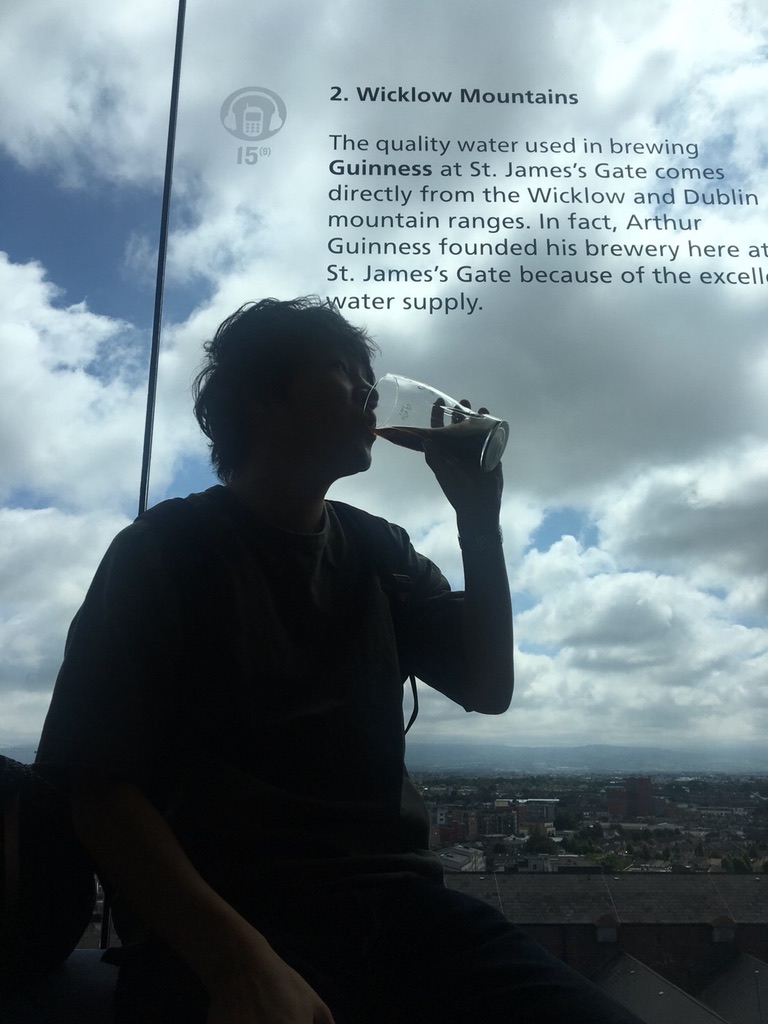 2. Wicklow Mountains
15(9)
The quality water used in brewing
Guinness at St. James's Gate comes
directly from the Wicklow and Dublin
mountain ranges. In fact, Arthur
Guinness founded his brewery here at
St. James's Gate because of the
water supply.